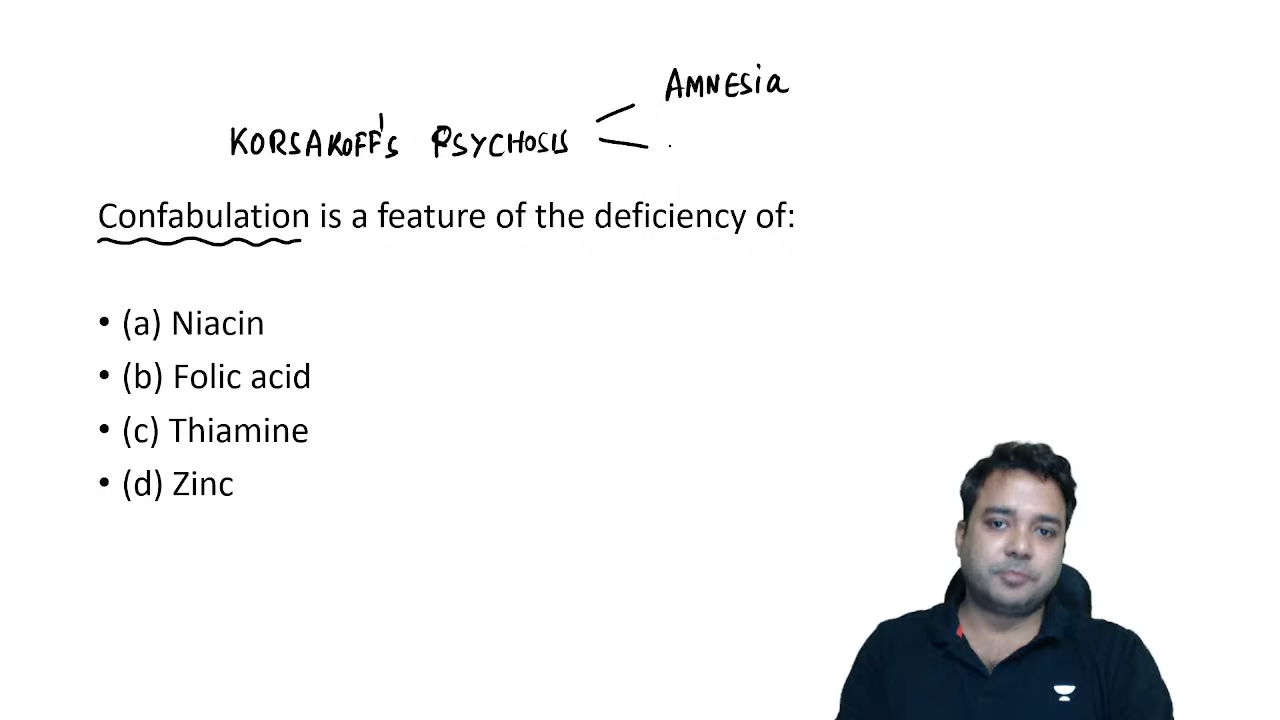 AMNESiA
KORSAKOFF's PSYCHOSIS
Confabulation is a feature of the deficiency of:
• (a) Niacin
• (b) Folic acid
• (c) Thiamine
• (d) Zinc